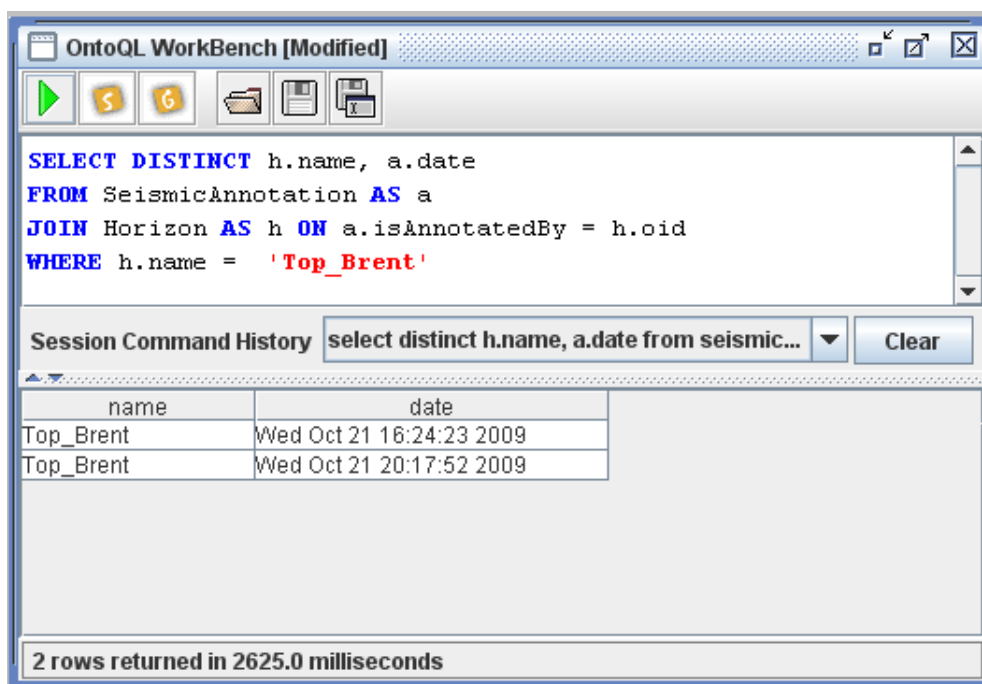 OntoQL WorkBench [Modified]
S G
SELECT DISTINCT h.name, a.date
FROM SeismicAnnotation AS a
JOIN Horizon AS h ON a.isAnnotatedBy = h.oid
WHERE h.name = 'Top_Brent'
Session Command History select distinct h.name, a.date from seismic... Clear
name date
Top_Brent Wed Oct 21 16:24:23 2009
Top_Brent Wed Oct 21 20:17:52 2009
2 rows returned in 2625.0 milliseconds